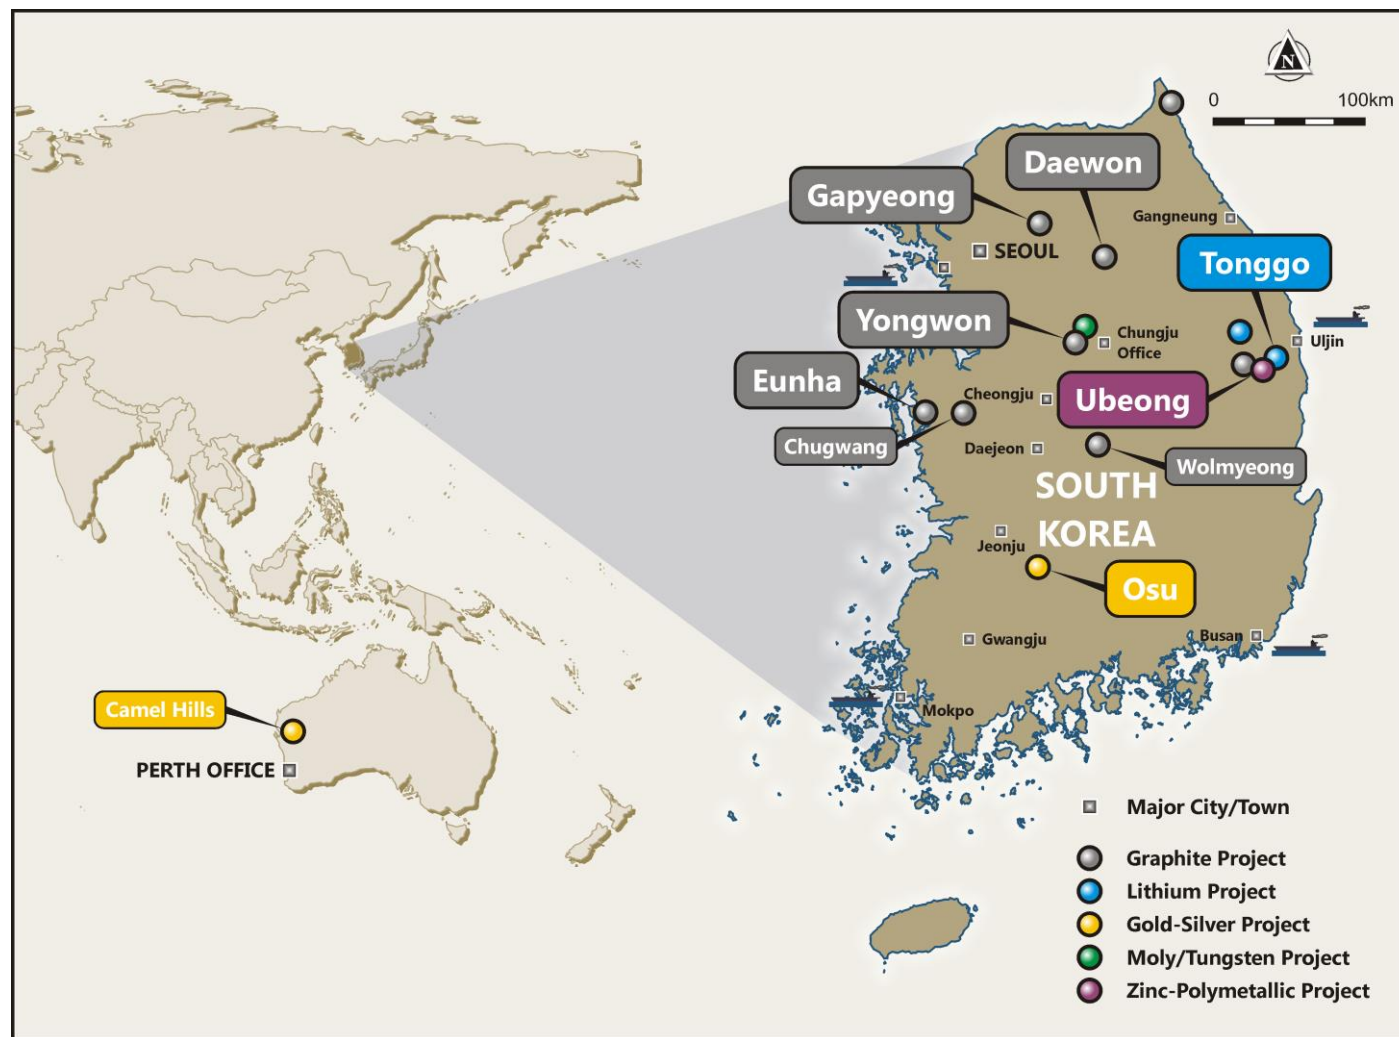 N
0 100km
Daewon
Gapyeong
Gangneung
SEOUL
Tonggo
Yongwon
Chungju
Office
Uljin
Eunha
Cheongju
Ubeong
Chugwang
Daejeon
Wolmyeong
SOUTH
KOREA
Jeonju
Osu
Gwangju
Busan
Camel Hills
Mokpo
PERTH OFFICE
Major City/Town
Graphite Project
Lithium Project
Gold-Silver Project
Moly/Tungsten Project
Zinc-Polymetallic Project